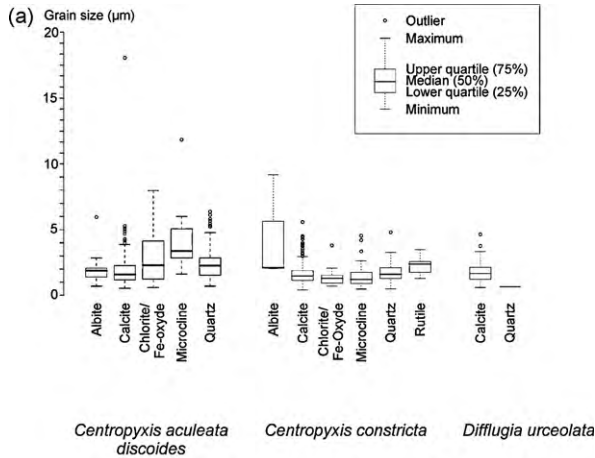 (a) Grain size (µm)
20
15
10
5
0
Outlier
Maximum
Upper quartile (75%)
Median (50%)
Lower quartile (25%)
Minimum
Albite
Calcite
Chlorite/
Fe-oxyde
Microcline
Quartz
Albite
Calcite
Chlorite/
Fe-Oxyde
Microcline
Quartz
Rutile
Calcite
Quartz
Centropyxis aculeata
discoides
Centropyxis constricta
Difflugia urceolata